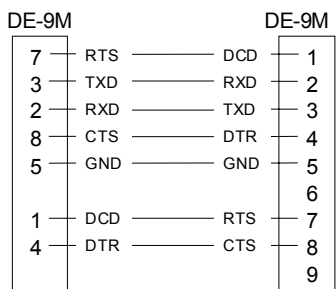 DE-9M DE-9M
7 RTS DCD 1
3 TXD RXD 2
2 RXD TXD 3
8 CTS DTR 4
5 GND GND 5
6
1 DCD RTS 7
4 DTR CTS 8
9